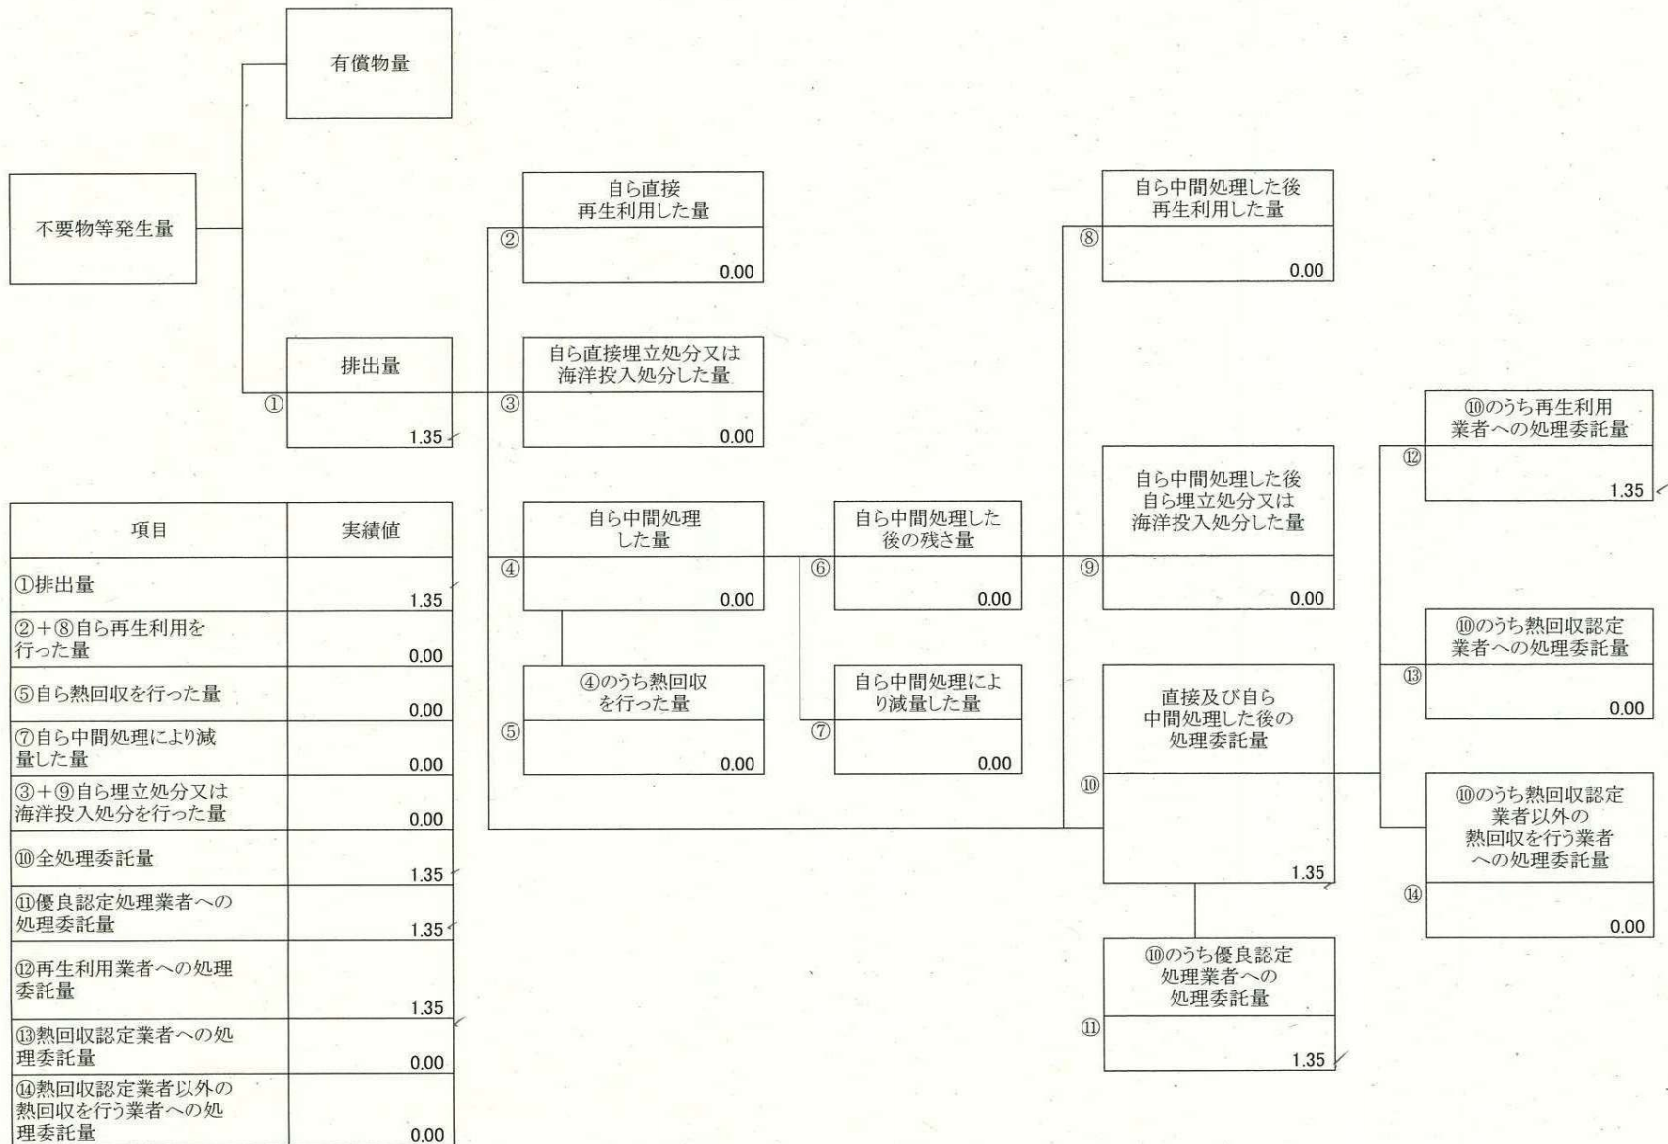 有償物量
不要物等発生量
排出量
①
1.35
自ら直接
再生利用した量
②
0.00
自ら直接埋立処分又は
海洋投入処分した量
③
0.00
自ら中間処理
した量
④
0.00
④のうち熱回収
を行った量
⑤
0.00
自ら中間処理した
後の残さ量
⑥
0.00
自ら中間処理によ
り減量した量
⑦
0.00
自ら中間処理した後
再生利用した量
⑧
0.00
自ら中間処理した後
自ら埋立処分又は
海洋投入処分した量
⑨
0.00
直接及び自ら
中間処理した後の
処理委託量
⑩
1.35
⑩のうち優良認定
処理業者への
処理委託量
⑪
1.35
⑩のうち再生利用
業者への処理委託量
⑫
1.35
⑩のうち熱回収認定
業者への処理委託量
⑬
0.00
⑩のうち熱回収認定
業者以外の
熱回収を行う業者
への処理委託量
⑭
0.00
項目 実績値
①排出量 1.35
②+⑧自ら再生利用を
行った量 0.00
⑤自ら熱回収を行った量 0.00
⑦自ら中間処理により減
量した量 0.00
③+⑨自ら埋立処分又は
海洋投入処分を行った量 0.00
⑩全処理委託量 1.35
⑪優良認定処理業者への
処理委託量 1.35
⑫再生利用業者への処理
委託量 1.35
⑬熱回収認定業者への処
理委託量 0.00
⑭熱回収認定業者以外の
熱回収を行う業者への処
理委託量 0.00